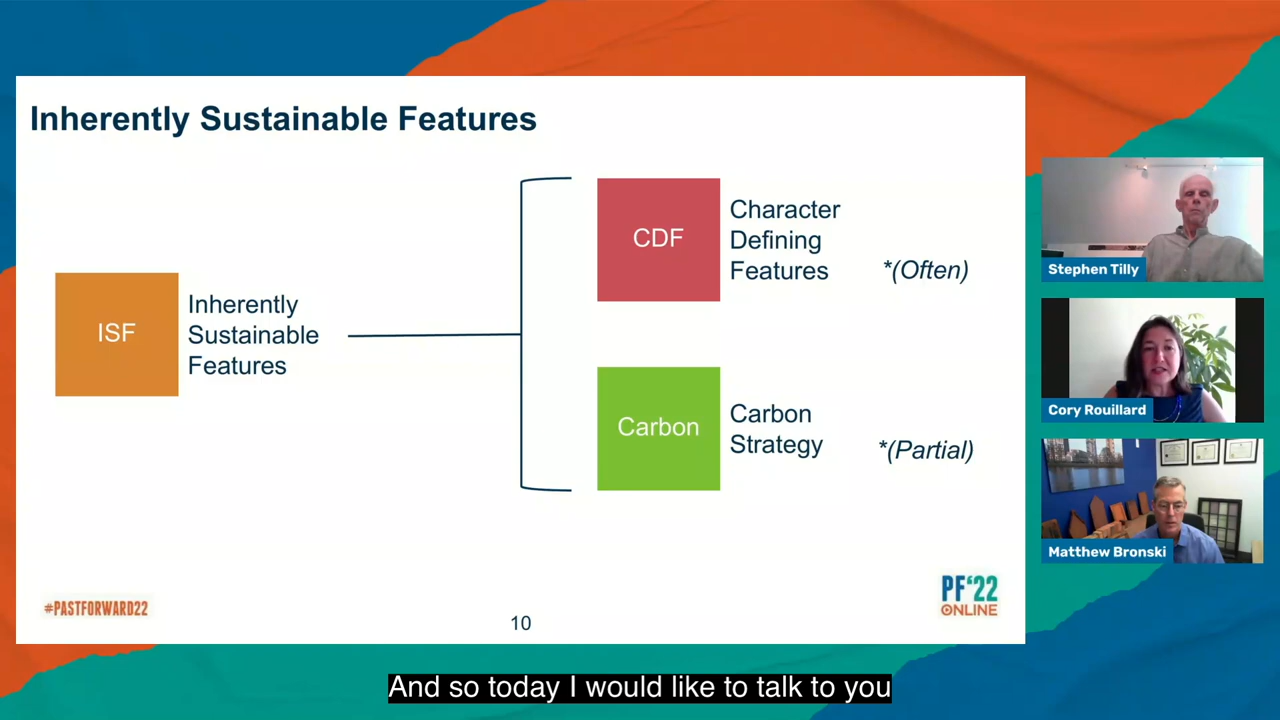 Inherently Sustainable Features
ISF
Inherently
Sustainable
Features
CDF
Character
Defining
Features
*(Often)
Carbon
Carbon
Strategy
*(Partial)
#PASTFORWARD22
10
PF'22
ONLINE
Stephen Tilly
Cory Rouillard
Matthew Bronski
And so today I would like to talk to you